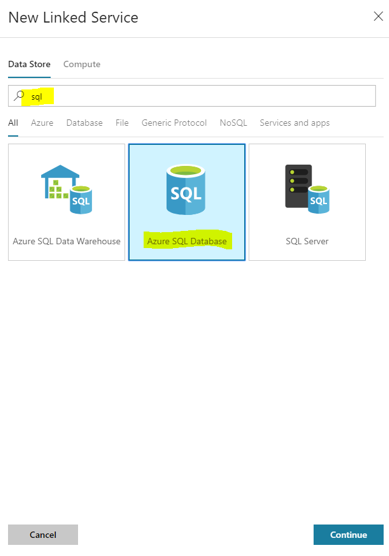 New Linked Service
Data Store Compute
sql
All Azure Database File Generic Protocol NoSQL Services and apps
SQL SQL SQL
Azure SQL Data Warehouse Azure SQL Database SQL Server
Cancel Continue